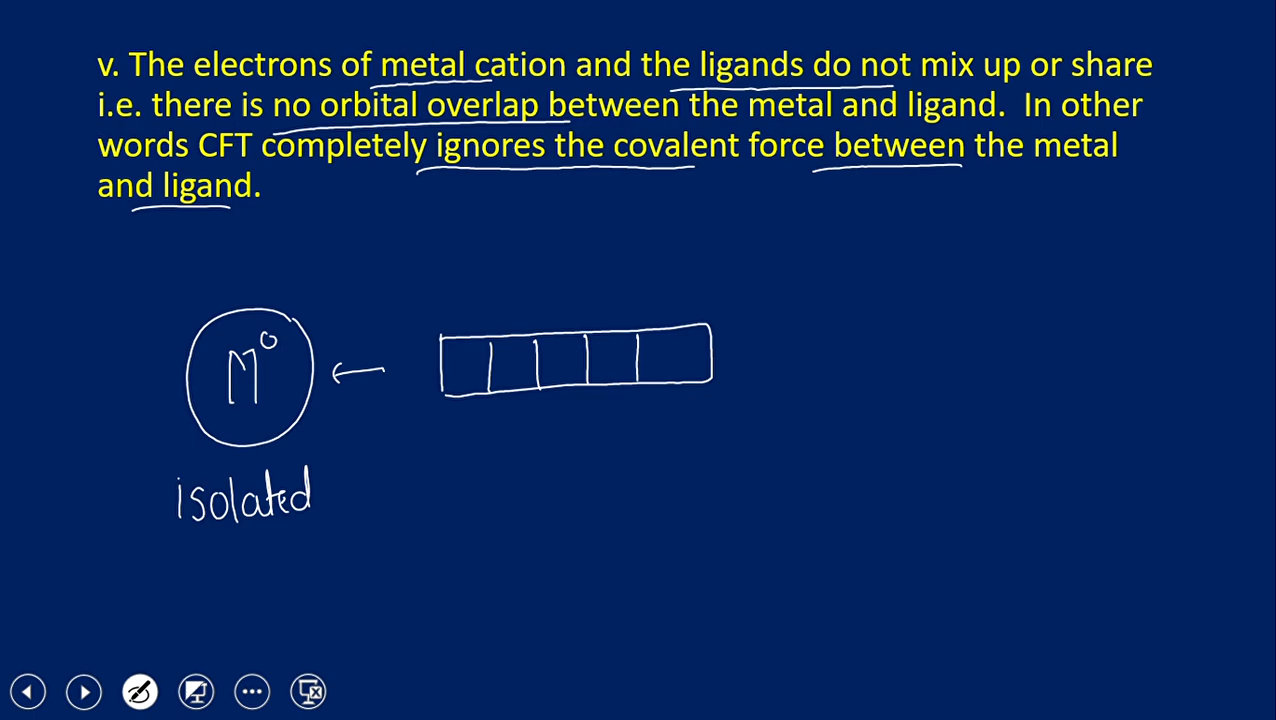 v. The electrons of metal cation and the ligands do not mix up or share
i.e. there is no orbital overlap between the metal and ligand. In other
words CFT completely ignores the covalent force between the metal
and ligand.
M⁰
isolated